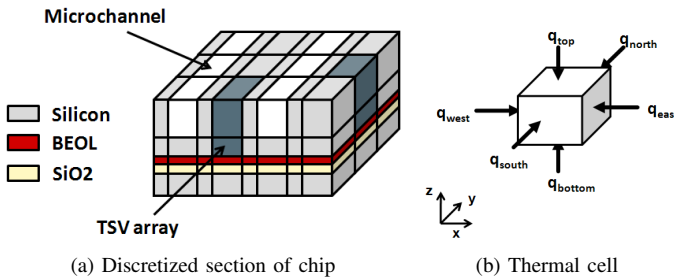 Microchannel
Silicon
BEOL
SiO2
TSV array
(a) Discretized section of chip
q_top
q_north
q_west
q_eas
q_south
q_bottom
z
y
x
(b) Thermal cell